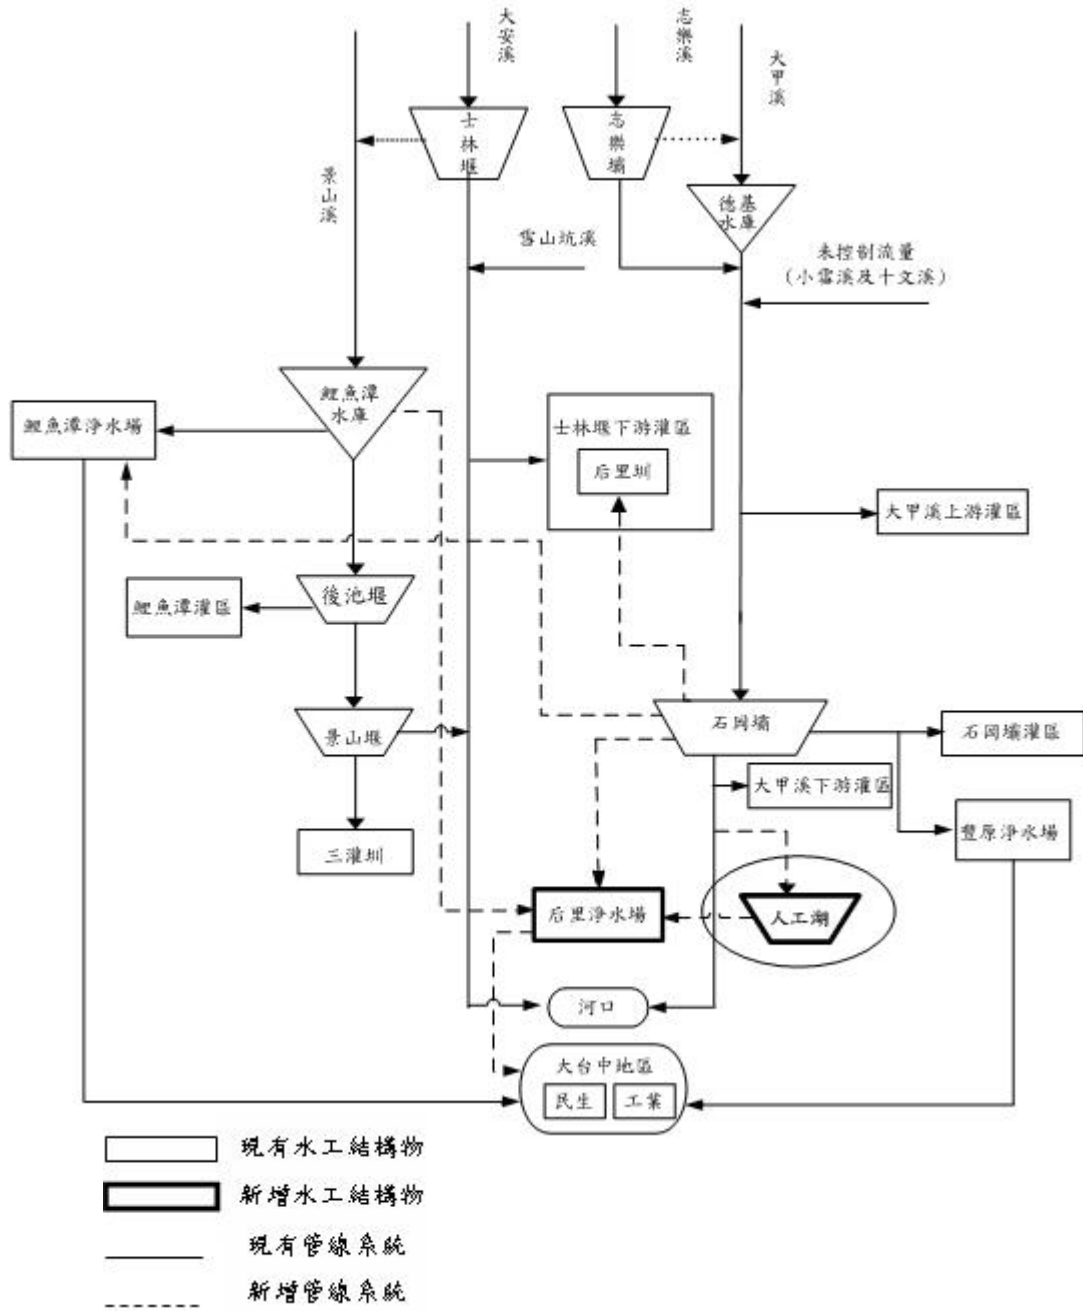 大安溪
志樂溪
大甲溪
士林堰
志樂壩
景山溪
德基
水庫
雪山坑溪
未控制流量
(小雪溪及十文溪)
鯉魚潭
水庫
鯉魚潭淨水場
士林堰下游灌區
后里圳
大甲溪上游灌區
後池堰
鯉魚潭灌區
景山堰
石岡壩
石岡壩灌區
大甲溪下游灌區
豐原淨水場
三灌圳
后里淨水場
人工湖
河口
大台中地區
民生
工業
現有水工結構物
新增水工結構物
現有管線系統
新增管線系統